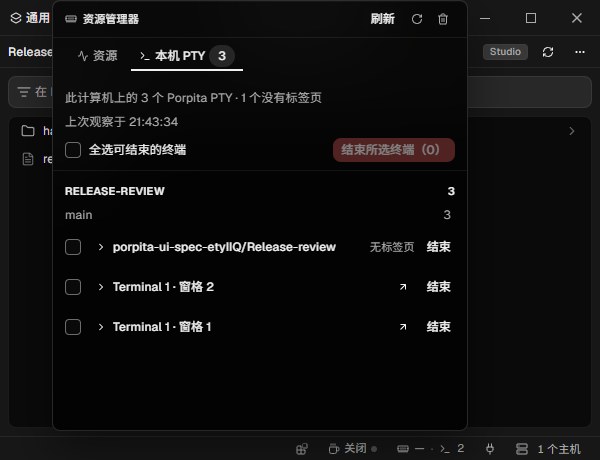 通用
资源管理器
刷新
Release
资源
本机 PTY 3
Studio
此计算机上的 3 个 Porpita PTY · 1 个没有标签页
在
上次观察于 21:43:34
ha
全选可结束的终端
结束所选终端（0）
re
RELEASE-REVIEW 3
main 3
porpita-ui-spec-etyIIQ/Release-review 无标签页 结束
Terminal 1 · 窗格 2 结束
Terminal 1 · 窗格 1 结束
关闭 — · 2 1 个主机